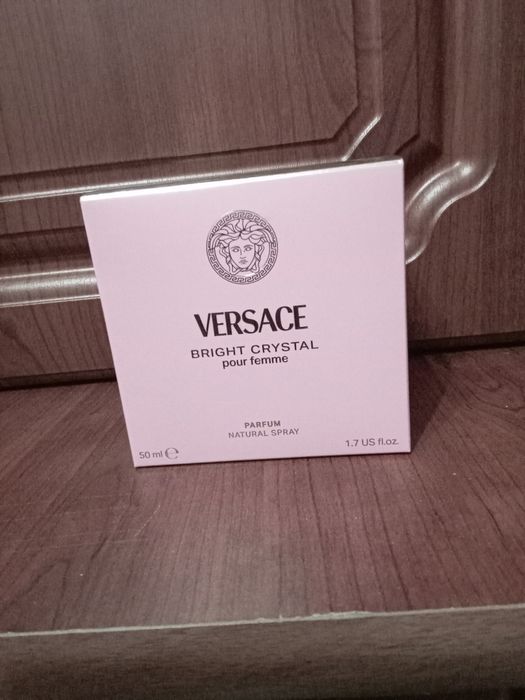 VERSACE
BRIGHT CRYSTAL
pour femme
PARFUM
NATURAL SPRAY
50 ml ℮
1.7 US fl.oz.